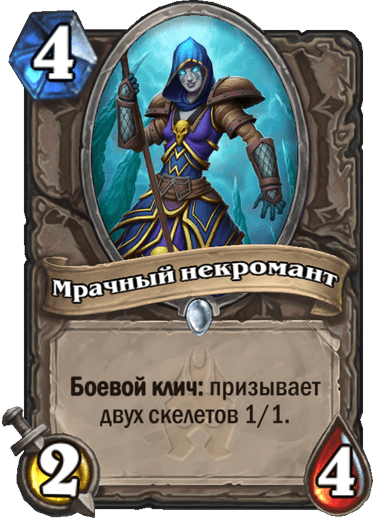 4
Мрачный некромант
Боевой клич: призывает
двух скелетов 1/1.
2
4